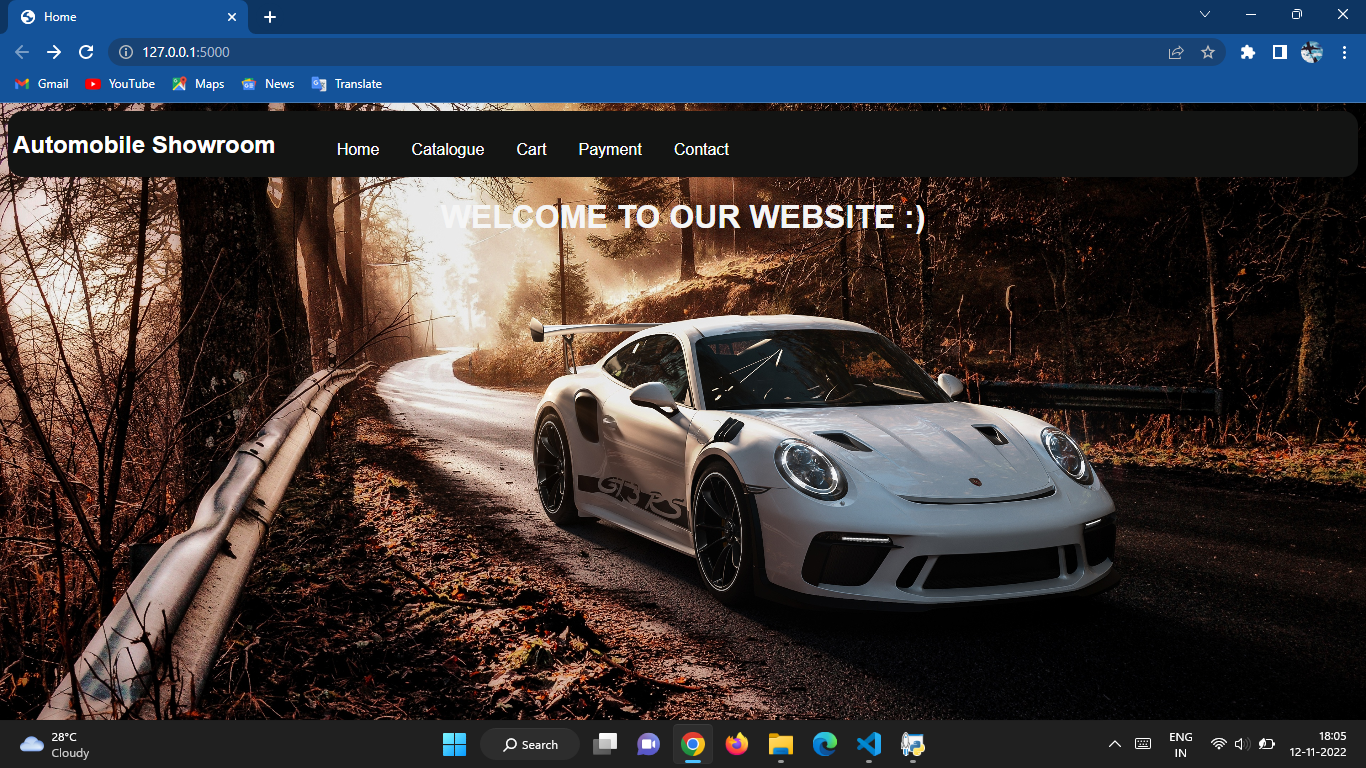 Home
127.0.0.1:5000
Gmail YouTube Maps News Translate
Automobile Showroom Home Catalogue Cart Payment Contact
WELCOME TO OUR WEBSITE :)
GT3 RS
28°C
Cloudy
Search
ENG
IN
18:05
12-11-2022